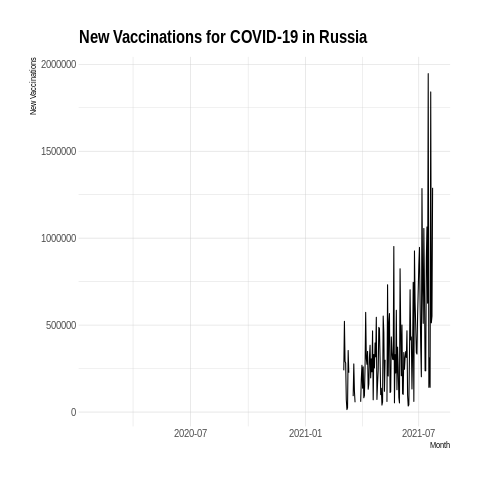 New Vaccinations for COVID-19 in Russia
New Vaccinations
2000000
1500000
1000000
500000
0
2020-07 2021-01 2021-07
Month